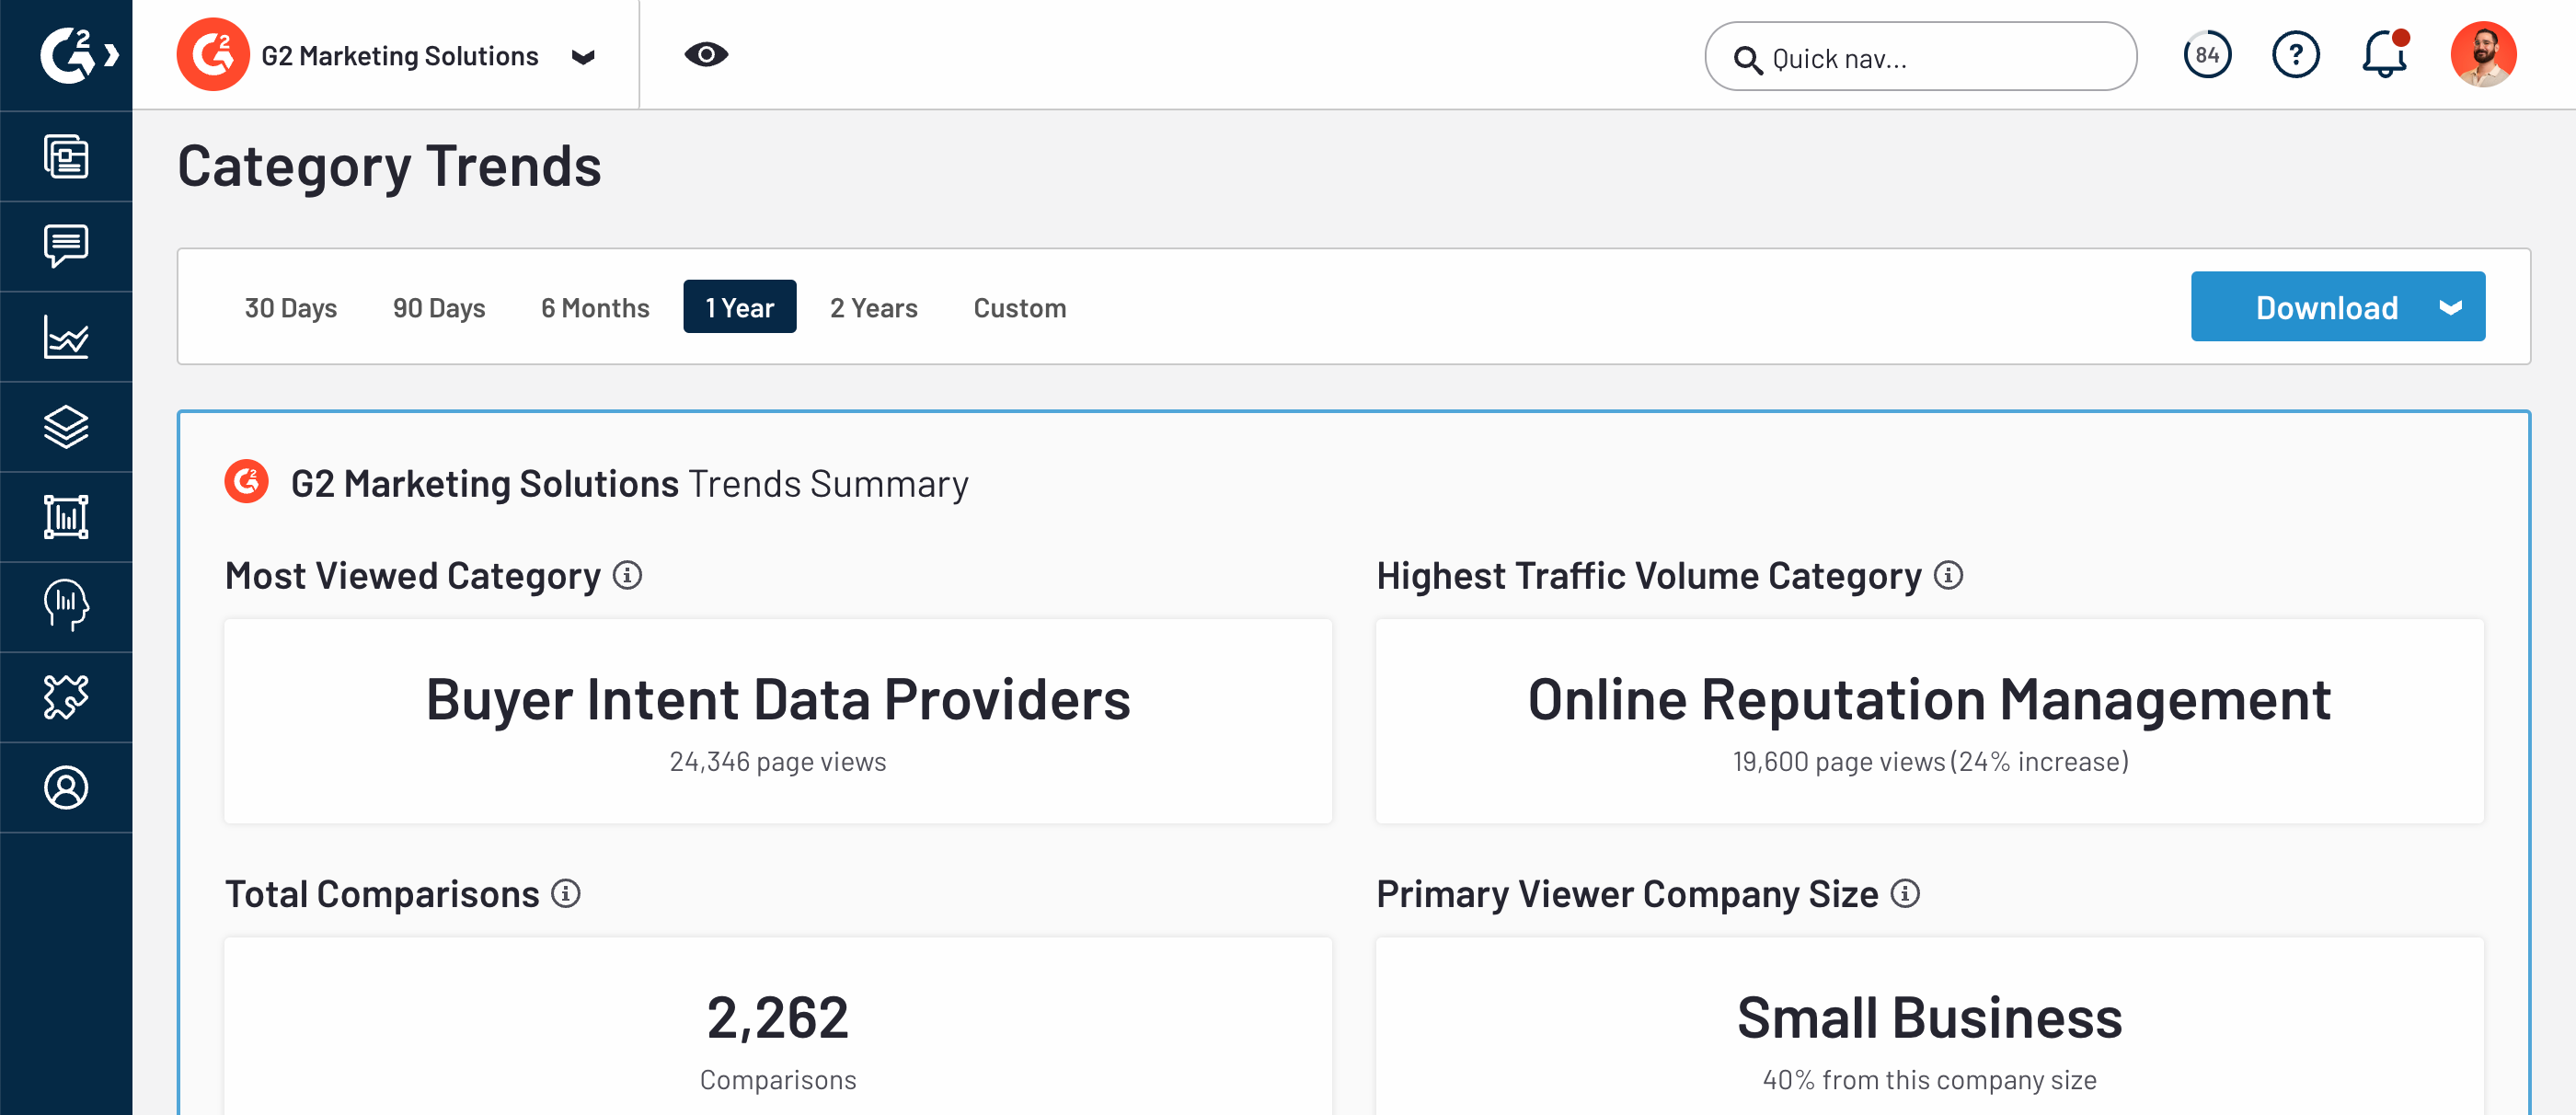 G2 Marketing Solutions
Quick nav...
84
?
Category Trends
30 Days
90 Days
6 Months
1 Year
2 Years
Custom
Download
G2 Marketing Solutions Trends Summary
Most Viewed Category
Highest Traffic Volume Category
Buyer Intent Data Providers
24,346 page views
Online Reputation Management
19,600 page views (24% increase)
Total Comparisons
Primary Viewer Company Size
2,262
Comparisons
Small Business
40% from this company size